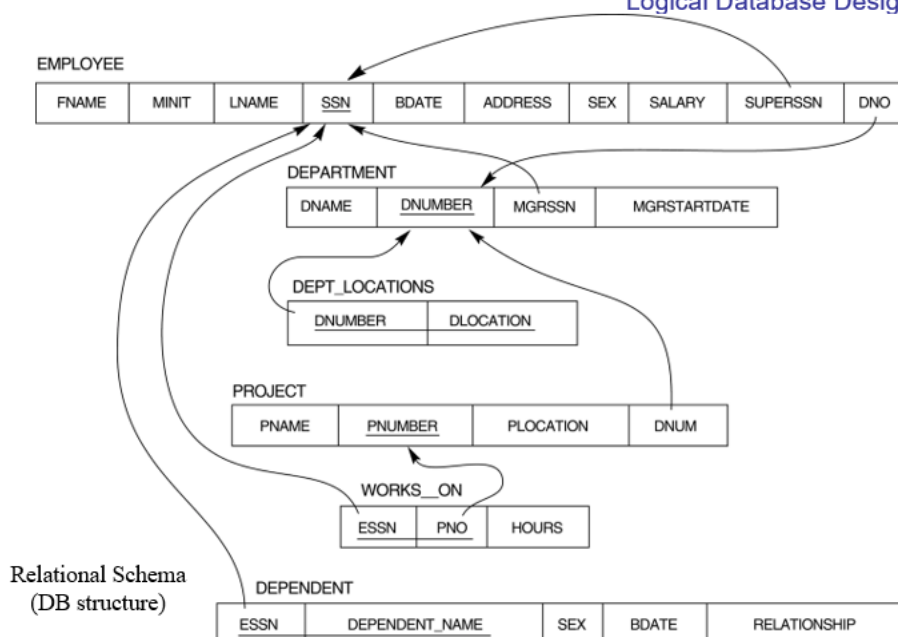 Logical Database Desig
EMPLOYEE
FNAME MINIT LNAME SSN BDATE ADDRESS SEX SALARY SUPERSSN DNO
DEPARTMENT
DNAME DNUMBER MGRSSN MGRSTARTDATE
DEPT_LOCATIONS
DNUMBER DLOCATION
PROJECT
PNAME PNUMBER PLOCATION DNUM
WORKS__ON
ESSN PNO HOURS
Relational Schema
(DB structure)
DEPENDENT
ESSN DEPENDENT_NAME SEX BDATE RELATIONSHIP